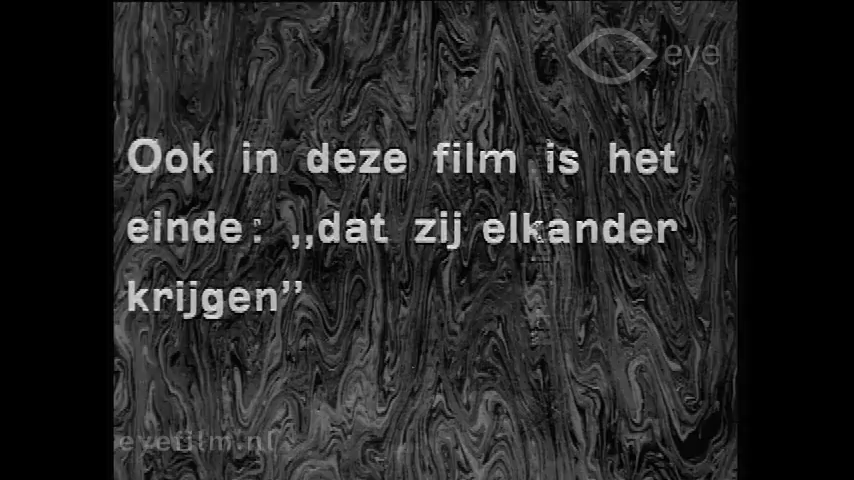 eye
Ook in deze film is het
einde: ,,dat zij elkander
krijgen”
eyefilm.nl